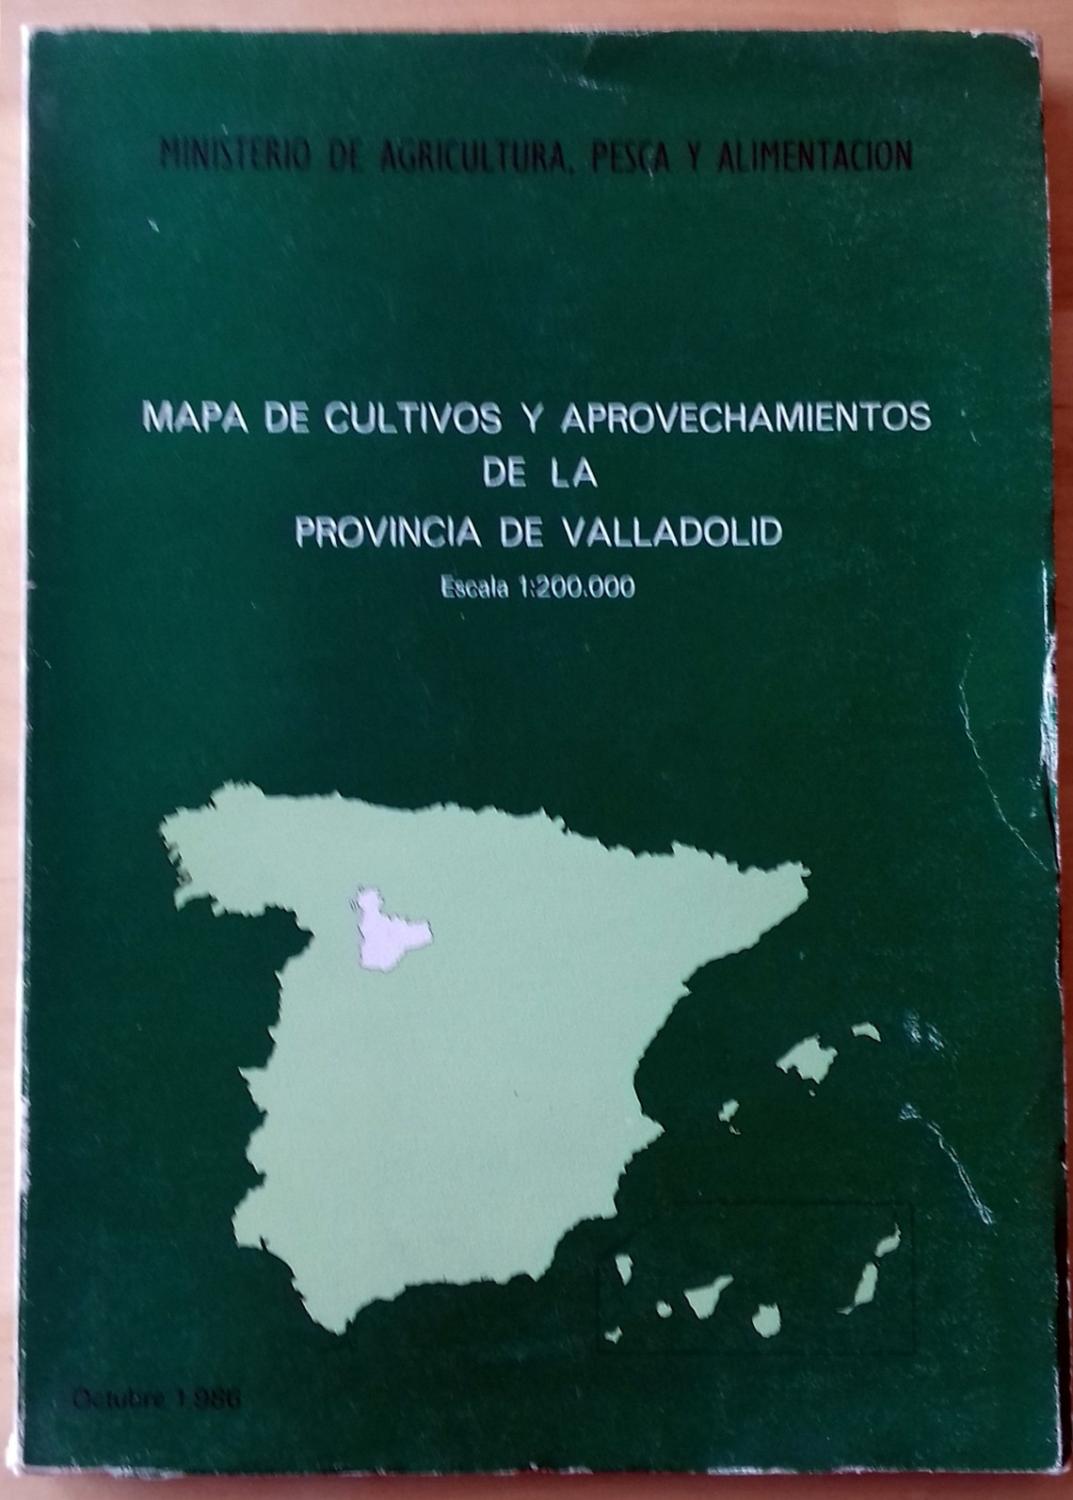 MINISTERIO DE AGRICULTURA, PESCA Y ALIMENTACION
MAPA DE CULTIVOS Y APROVECHAMIENTOS
DE LA
PROVINCIA DE VALLADOLID
Escala 1:200.000
Octubre 1.986